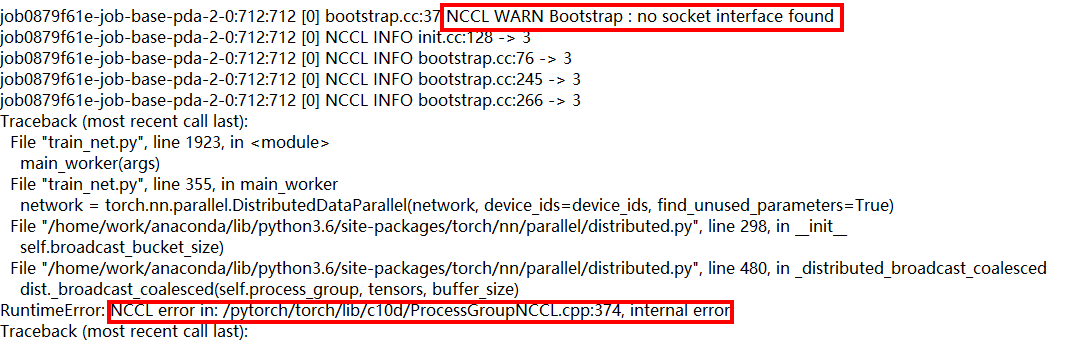 job0879f61e-job-base-pda-2-0:712:712 [0] bootstrap.cc:37 NCCL WARN Bootstrap : no socket interface found
job0879f61e-job-base-pda-2-0:712:712 [0] NCCL INFO init.cc:128 -> 3
job0879f61e-job-base-pda-2-0:712:712 [0] NCCL INFO bootstrap.cc:76 -> 3
job0879f61e-job-base-pda-2-0:712:712 [0] NCCL INFO bootstrap.cc:245 -> 3
job0879f61e-job-base-pda-2-0:712:712 [0] NCCL INFO bootstrap.cc:266 -> 3
Traceback (most recent call last):
File "train_net.py", line 1923, in <module>
main_worker(args)
File "train_net.py", line 355, in main_worker
network = torch.nn.parallel.DistributedDataParallel(network, device_ids=device_ids, find_unused_parameters=True)
File "/home/work/anaconda/lib/python3.6/site-packages/torch/nn/parallel/distributed.py", line 298, in __init__
self.broadcast_bucket_size)
File "/home/work/anaconda/lib/python3.6/site-packages/torch/nn/parallel/distributed.py", line 480, in _distributed_broadcast_coalesced
dist._broadcast_coalesced(self.process_group, tensors, buffer_size)
RuntimeError: NCCL error in: /pytorch/torch/lib/c10d/ProcessGroupNCCL.cpp:374, internal error
Traceback (most recent call last):